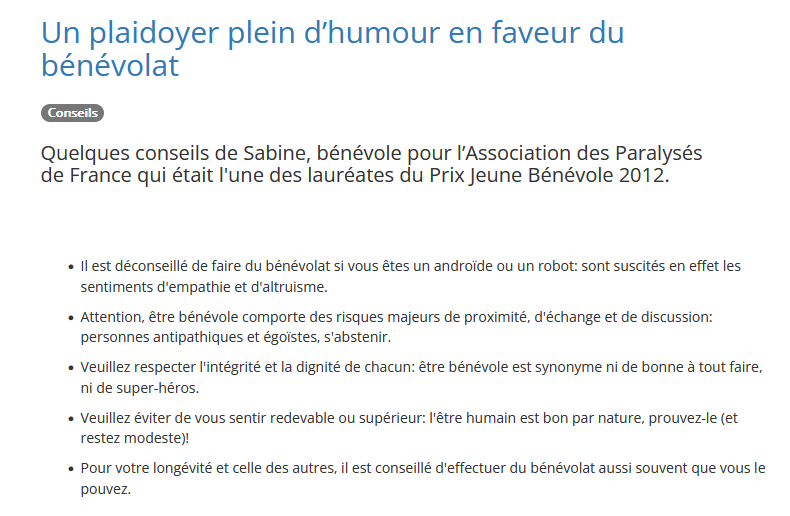 Un plaidoyer plein d’humour en faveur du
bénévolat
Conseils
Quelques conseils de Sabine, bénévole pour l’Association des Paralysés
de France qui était l'une des lauréates du Prix Jeune Bénévole 2012.
• Il est déconseillé de faire du bénévolat si vous êtes un androïde ou un robot: sont suscités en effet les
sentiments d'empathie et d'altruisme.
• Attention, être bénévole comporte des risques majeurs de proximité, d'échange et de discussion:
personnes antipathiques et égoïstes, s'abstenir.
• Veuillez respecter l'intégrité et la dignité de chacun: être bénévole est synonyme ni de bonne à tout faire,
ni de super-héros.
• Veuillez éviter de vous sentir redevable ou supérieur: l'être humain est bon par nature, prouvez-le (et
restez modeste)!
• Pour votre longévité et celle des autres, il est conseillé d'effectuer du bénévolat aussi souvent que vous le
pouvez.